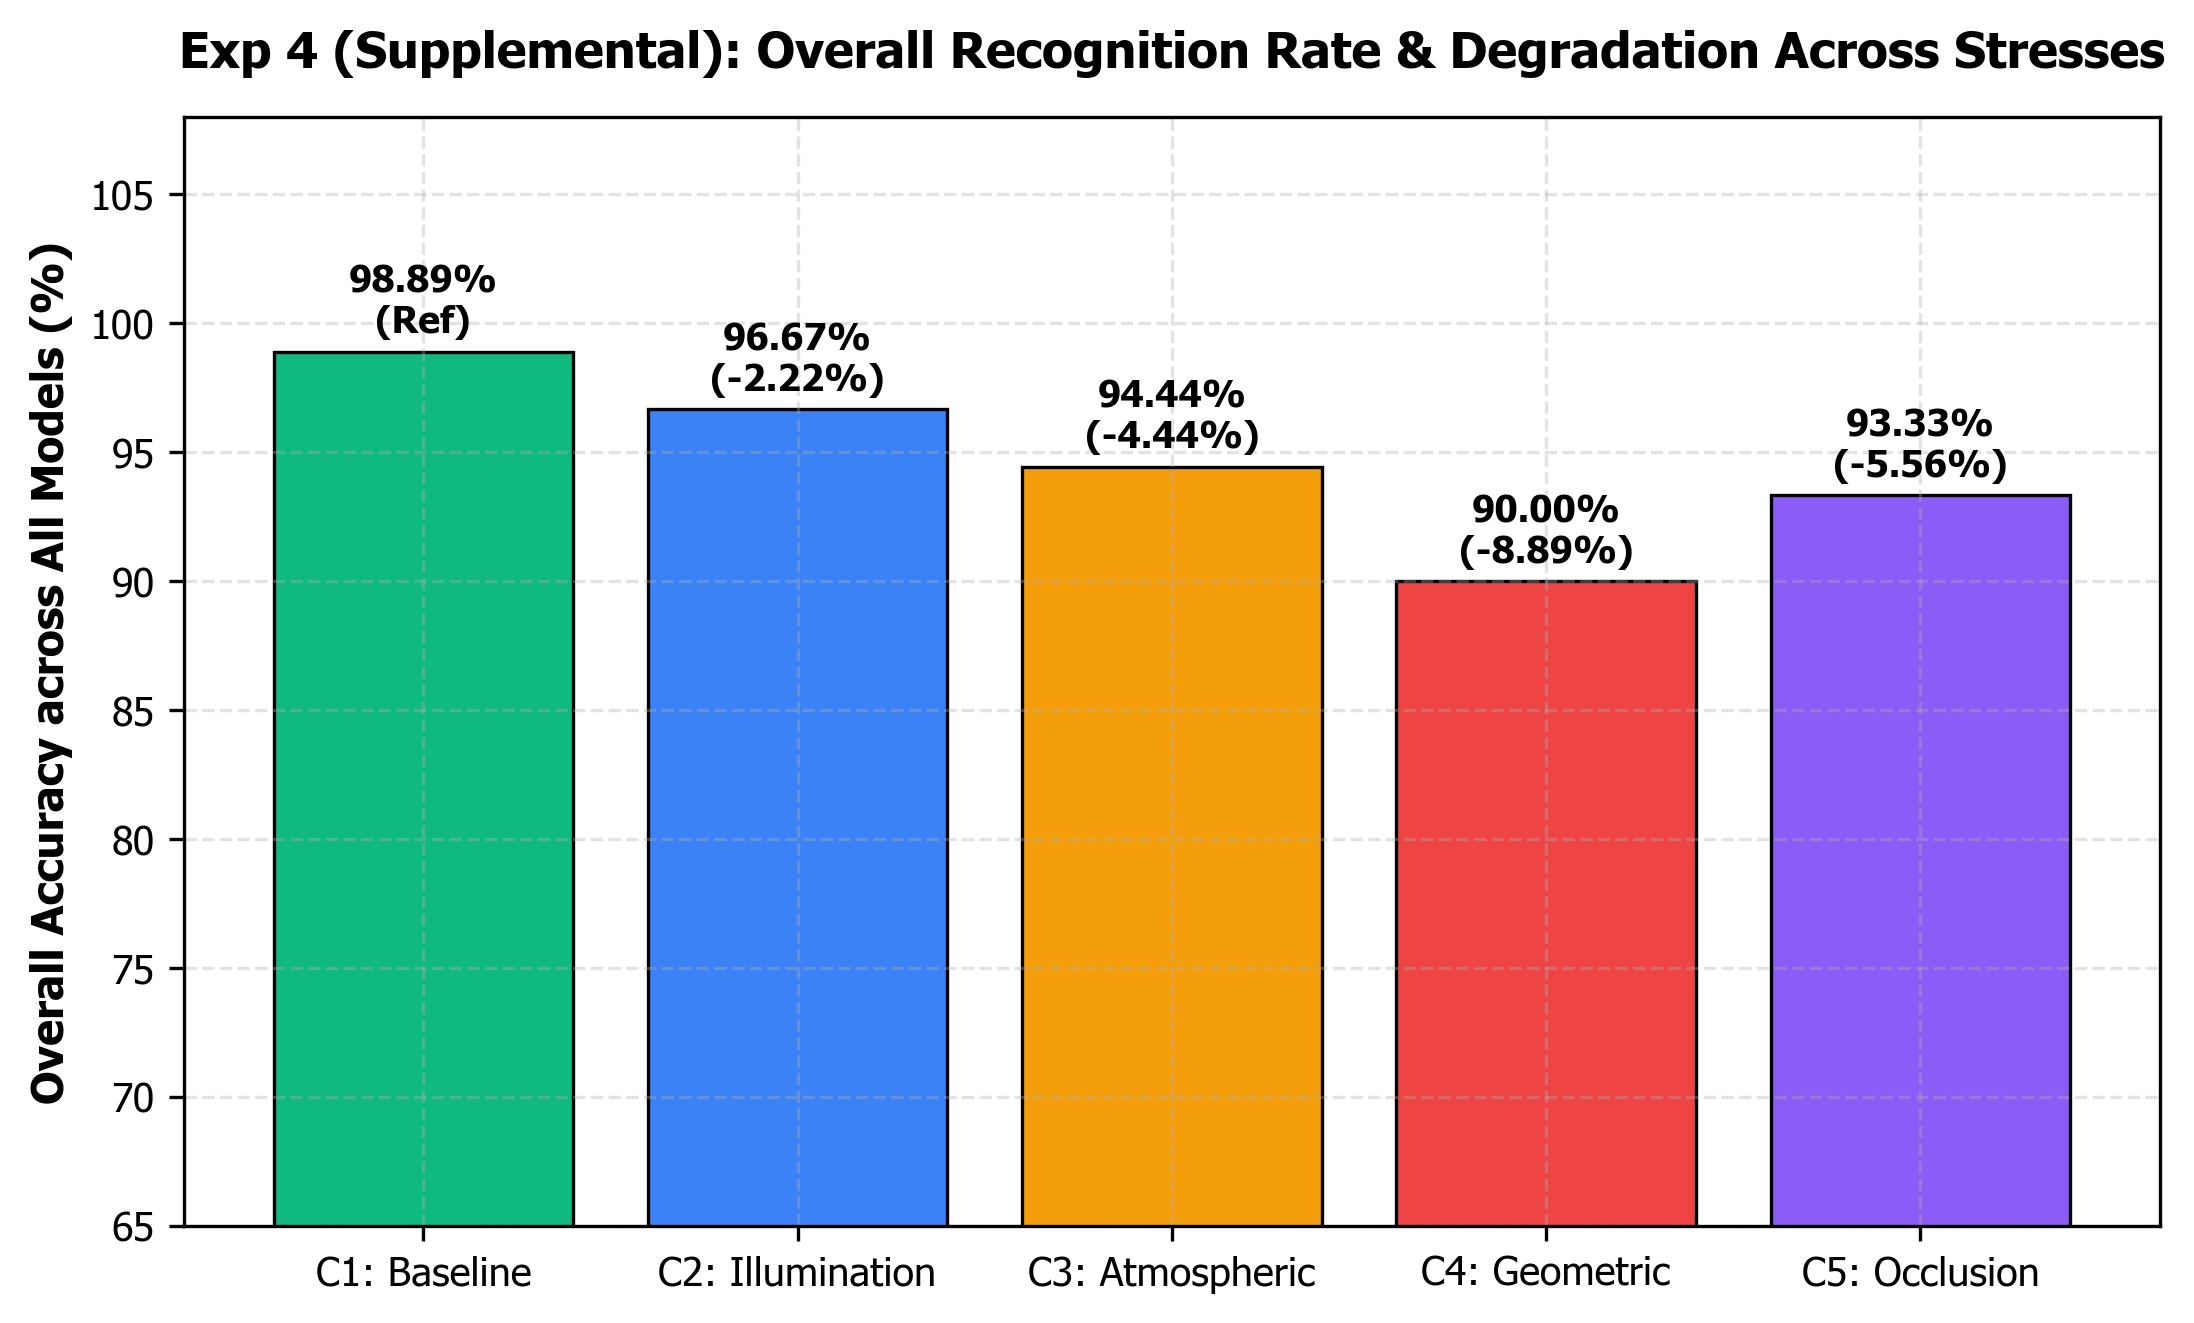 Exp 4 (Supplemental): Overall Recognition Rate & Degradation Across Stresses
Overall Accuracy across All Models (%)
105
100
95
90
85
80
75
70
65
98.89%
(Ref)
96.67%
(-2.22%)
94.44%
(-4.44%)
90.00%
(-8.89%)
93.33%
(-5.56%)
C1: Baseline
C2: Illumination
C3: Atmospheric
C4: Geometric
C5: Occlusion